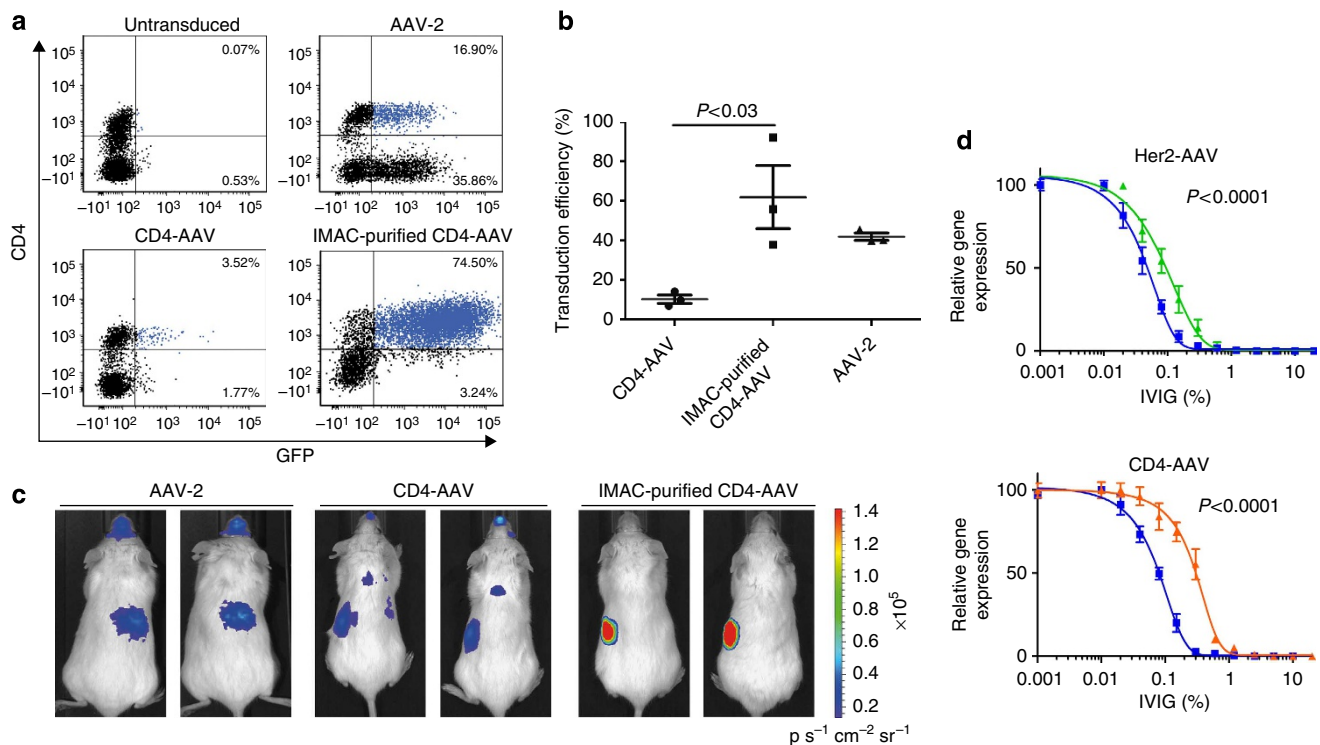 a
Untransduced
AAV-2
CD4
10⁵
10⁴
10³
10²
−10¹
0.07%
0.53%
−10¹ 10² 10³ 10⁴ 10⁵
10⁵
10⁴
10³
10²
−10¹
16.90%
35.86%
−10¹ 10² 10³ 10⁴ 10⁵
CD4-AAV
IMAC-purified CD4-AAV
10⁵
10⁴
10³
10²
−10¹
3.52%
1.77%
−10¹ 10² 10³ 10⁴ 10⁵
10⁵
10⁴
10³
10²
−10¹
74.50%
3.24%
−10¹ 10² 10³ 10⁴ 10⁵
GFP
b
P<0.03
Transduction efficiency (%)
100
80
60
40
20
0
CD4-AAV
IMAC-purified
CD4-AAV
AAV-2
c
AAV-2
CD4-AAV
IMAC-purified CD4-AAV
1.4
1.2
1.0
0.8
0.6
0.4
0.2
×10⁵
p s⁻¹ cm⁻² sr⁻¹
d
Her2-AAV
P<0.0001
Relative gene
expression
100
50
0
0.001 0.01 0.1 1 10
IVIG (%)
CD4-AAV
P<0.0001
Relative gene
expression
100
50
0
0.001 0.01 0.1 1 10
IVIG (%)